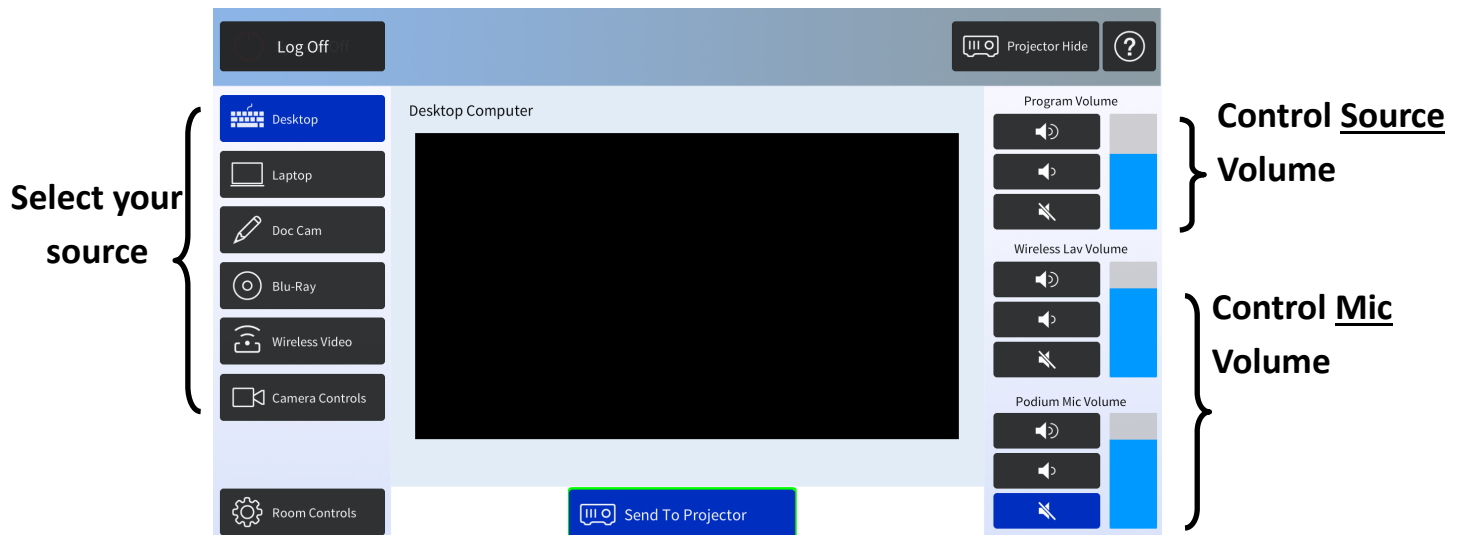 Log Off
Projector Hide
?
Select your
source
Desktop
Laptop
Doc Cam
Blu-Ray
Wireless Video
Camera Controls
Room Controls
Desktop Computer
Send To Projector
Program Volume
Wireless Lav Volume
Podium Mic Volume
Control Source
Volume
Control Mic
Volume